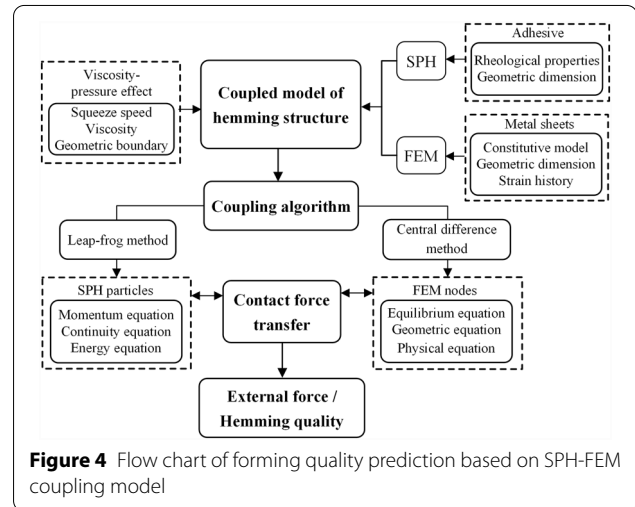 Adhesive
Rheological properties
Geometric dimension
SPH
Viscosity-
pressure effect
Squeeze speed
Viscosity
Geometric boundary
Coupled model of
hemming structure
Metal sheets
Constitutive model
Geometric dimension
Strain history
FEM
Coupling algorithm
Leap-frog method
Central difference
method
SPH particles
Momentum equation
Continuity equation
Energy equation
Contact force
transfer
FEM nodes
Equilibrium equation
Geometric equation
Physical equation
External force /
Hemming quality
Figure 4 Flow chart of forming quality prediction based on SPH-FEM
coupling model